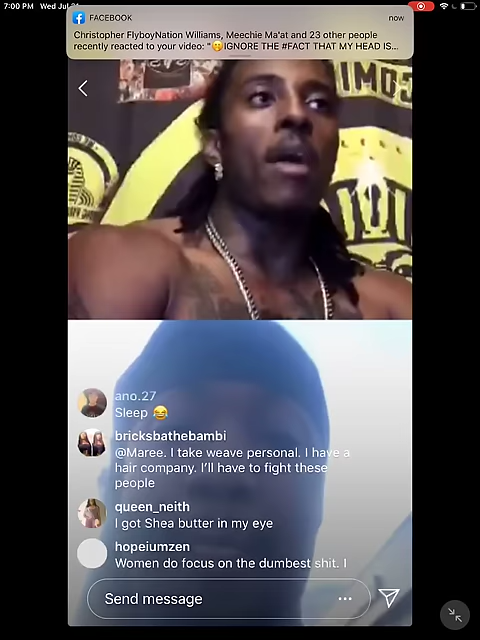 7:00 PM Wed Jul
FACEBOOK
now
Christopher FlyboyNation Williams, Meechie Ma'at and 23 other people
recently reacted to your video: "🤫IGNORE THE #FACT THAT MY HEAD IS...
ano.27
Sleep 😂
bricksbathebambi
@Maree. I take weave personal. I have a
hair company. I'll have to fight these
people
queen_neith
I got Shea butter in my eye
hopeiumzen
Women do focus on the dumbest shit. I
Send message